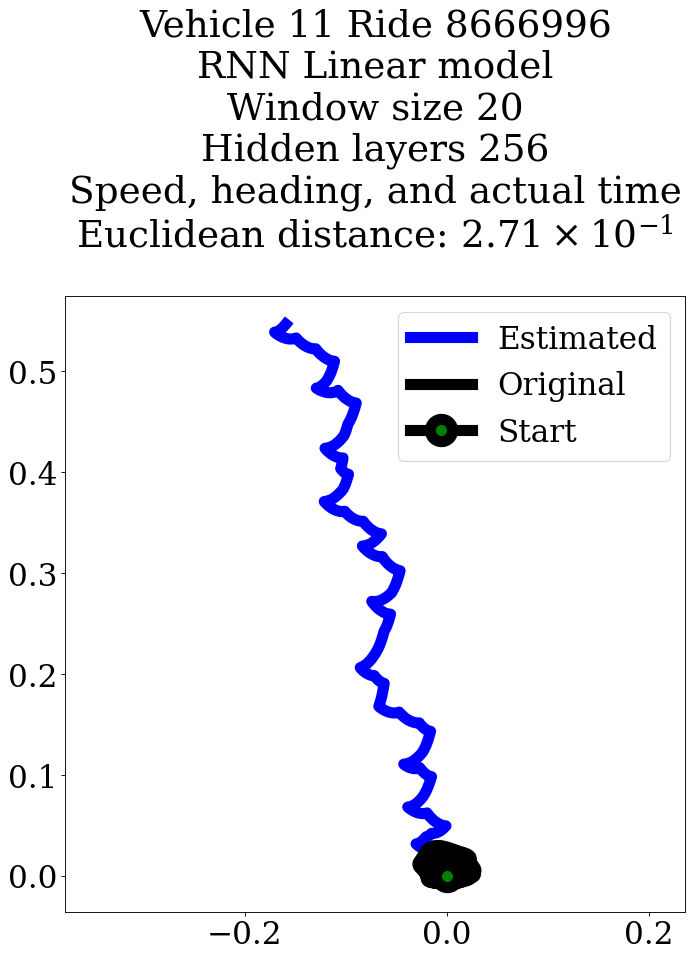 Vehicle 11 Ride 8666996
RNN Linear model
Window size 20
Hidden layers 256
Speed, heading, and actual time
Euclidean distance: 2.71 × 10⁻¹
Estimated
Original
Start
0.5
0.4
0.3
0.2
0.1
0.0
−0.2 0.0 0.2